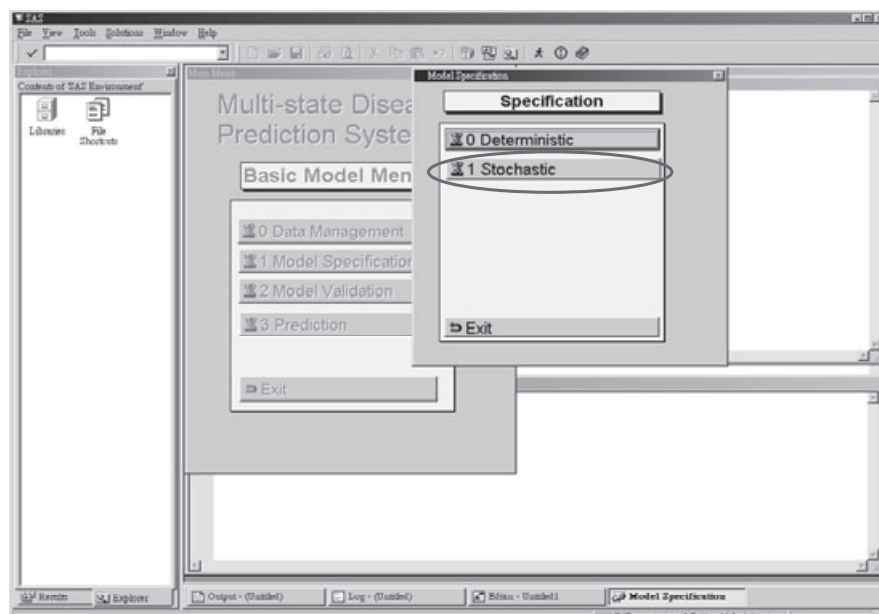 SAS
File View Tools Solutions Window Help
Explorer
Contents of 'SAS Environment'
Libraries
File Shortcuts
Main Menu
Multi-state Disea
Prediction Syste
Basic Model Men
0 Data Management
1 Model Specification
2 Model Validation
3 Prediction
Exit
Model Specification
Specification
0 Deterministic
1 Stochastic
Exit
Results
Explorer
Output - (Untitled)
Log - (Untitled)
Editor - Untitled1
Model Specification